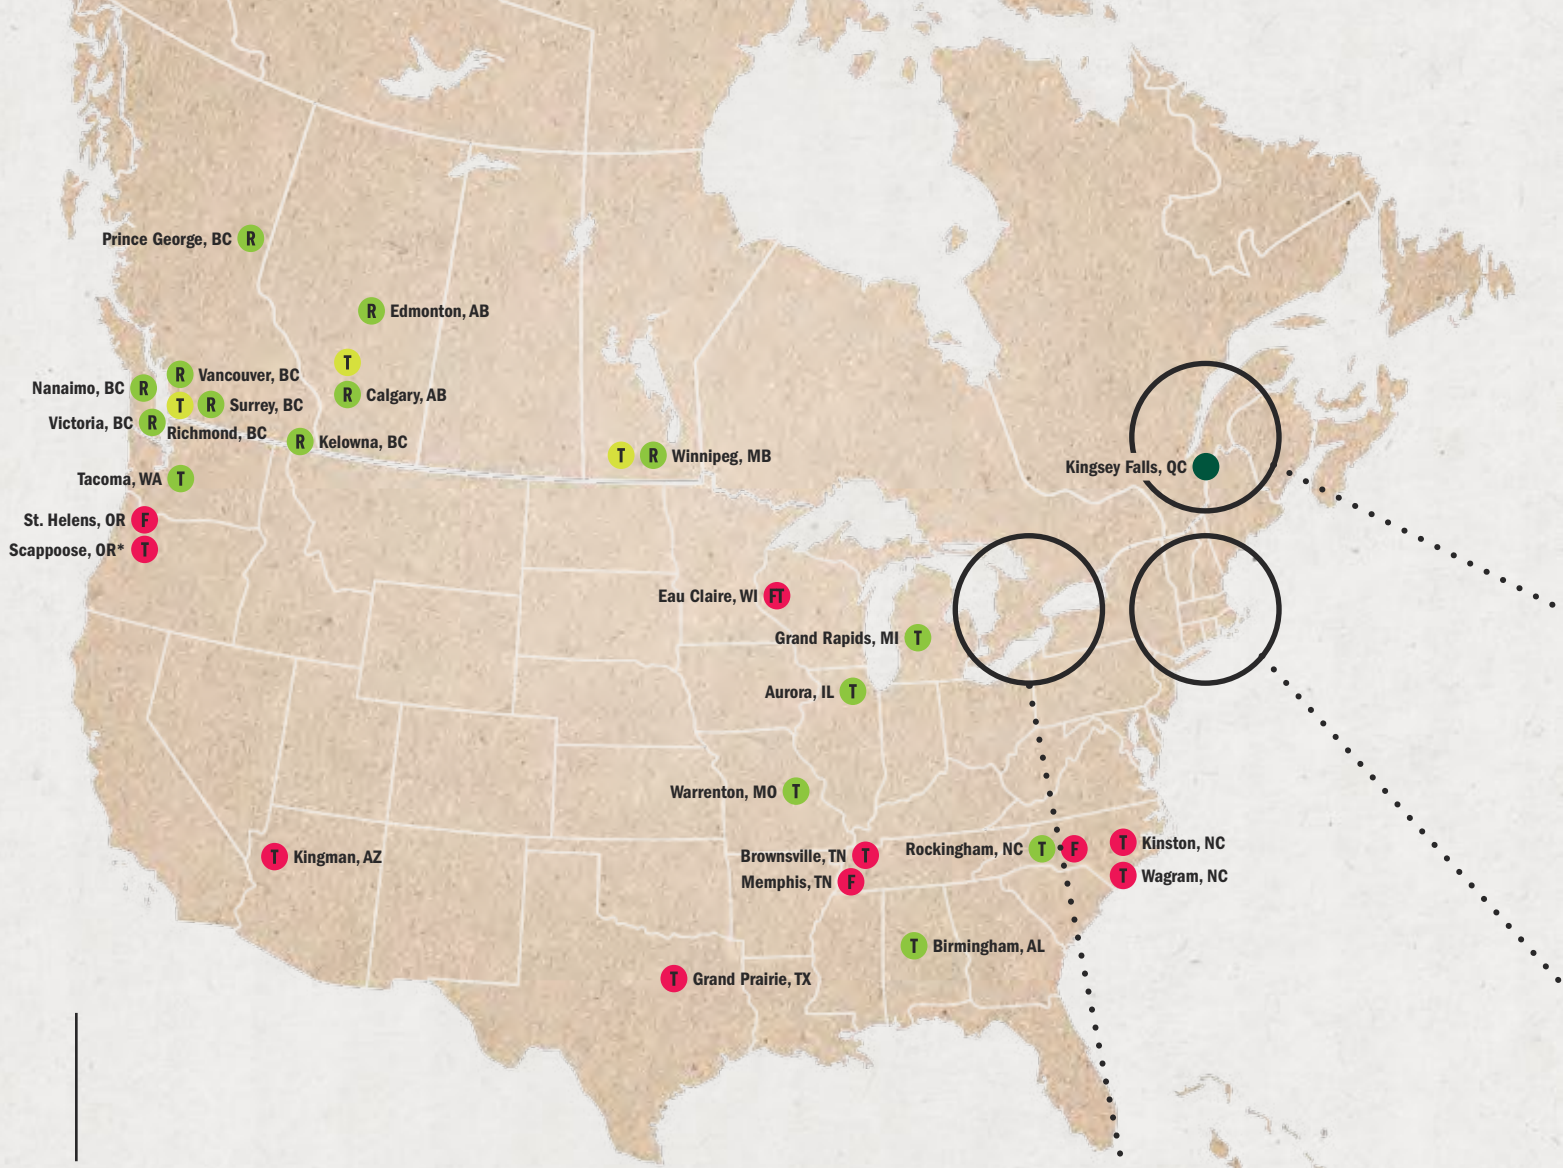 Prince George, BC R
R Edmonton, AB
T
R Vancouver, BC
Nanaimo, BC R
R Calgary, AB
T R Surrey, BC
Victoria, BC R
Richmond, BC
R Kelowna, BC
T R Winnipeg, MB
Kingsey Falls, QC
Tacoma, WA T
St. Helens, OR F
Scappoose, OR* T
Eau Claire, WI FT
Grand Rapids, MI T
Aurora, IL T
Warrenton, MO T
T Kingman, AZ
Brownsville, TN T
Memphis, TN F
Rockingham, NC T F
T Kinston, NC
T Wagram, NC
T Birmingham, AL
T Grand Prairie, TX